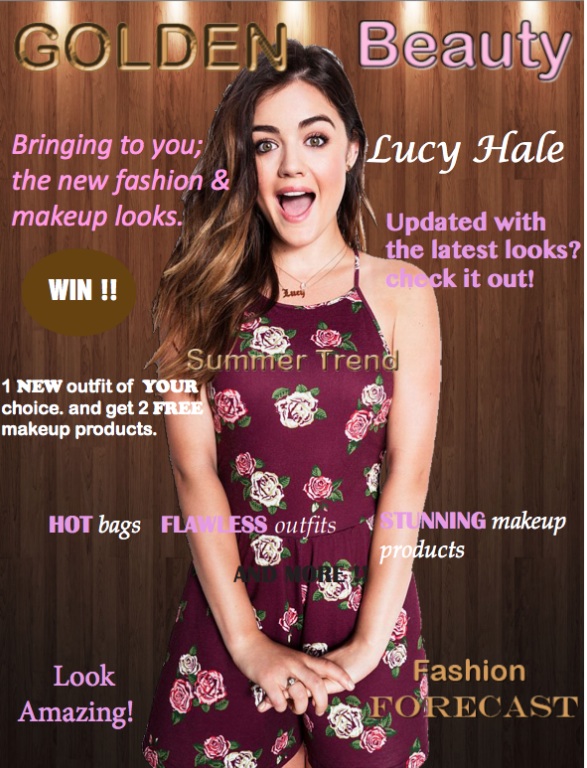 GOLDEN Beauty
Bringing to you;
the new fashion &
makeup looks.
Lucy Hale
Updated with
the latest looks?
check it out!
WIN !!
Lucy
Summer Trend
1 NEW outfit of YOUR
choice. and get 2 FREE
makeup products.
HOT bags
FLAWLESS outfits
STUNNING makeup
products
AND MORE !!
Look
Amazing!
Fashion
FORECAST